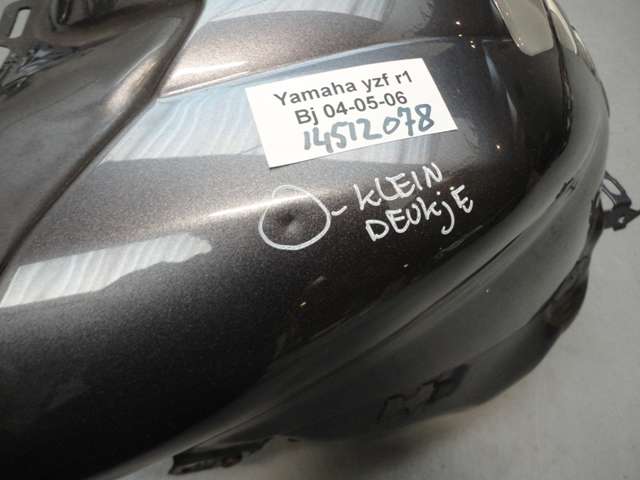 Yamaha yzf r1
Bj 04-05-06
14512078
-KLEIN
DEUKjE